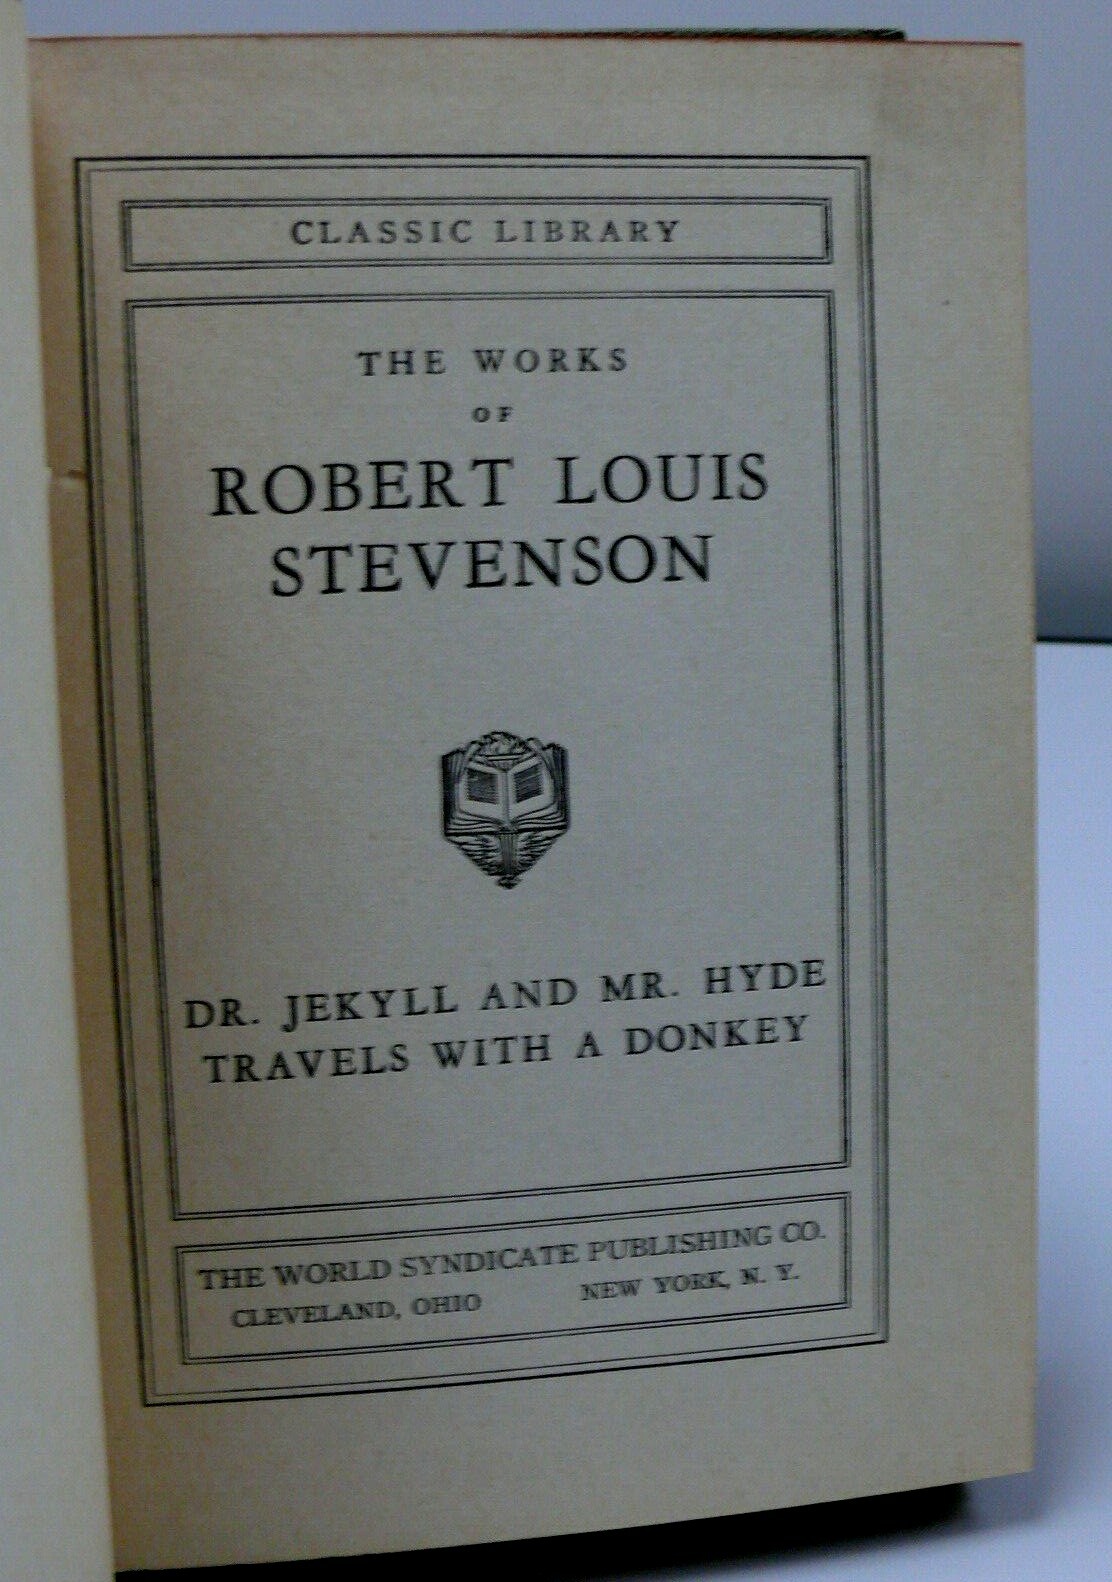 CLASSIC LIBRARY
THE WORKS
OF
ROBERT LOUIS
STEVENSON
DR. JEKYLL AND MR. HYDE
TRAVELS WITH A DONKEY
THE WORLD SYNDICATE PUBLISHING CO.
CLEVELAND, OHIO NEW YORK, N. Y.